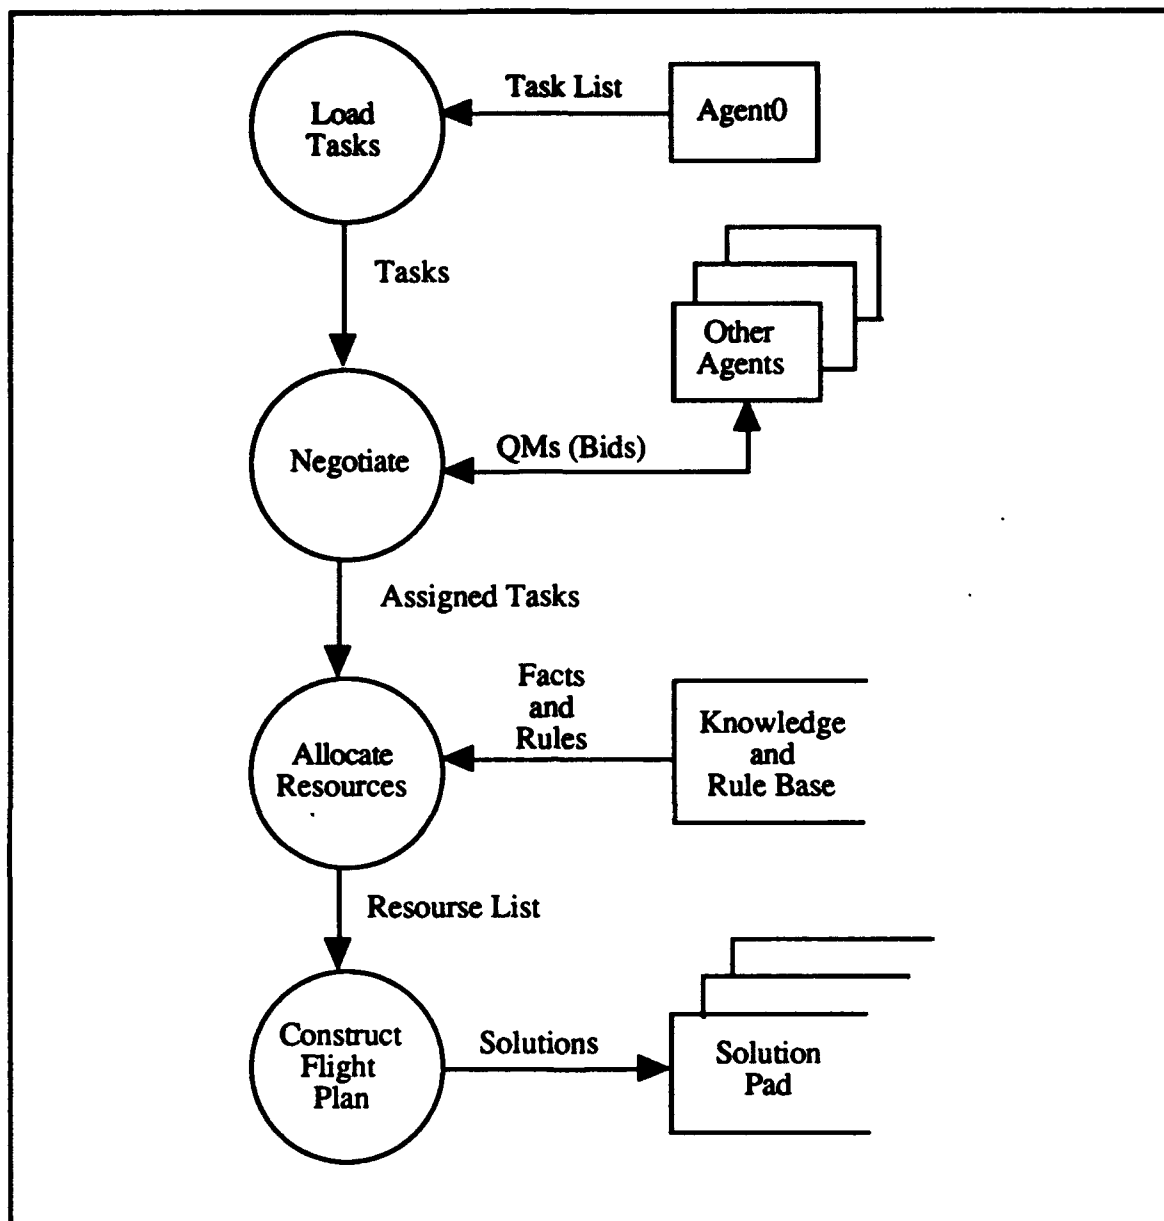 Load
Tasks
Task List
Agent0
Tasks
Other
Agents
Negotiate
QMs (Bids)
Assigned Tasks
Allocate
Resources
Facts
and
Rules
Knowledge
and
Rule Base
Resourse List
Construct
Flight
Plan
Solutions
Solution
Pad